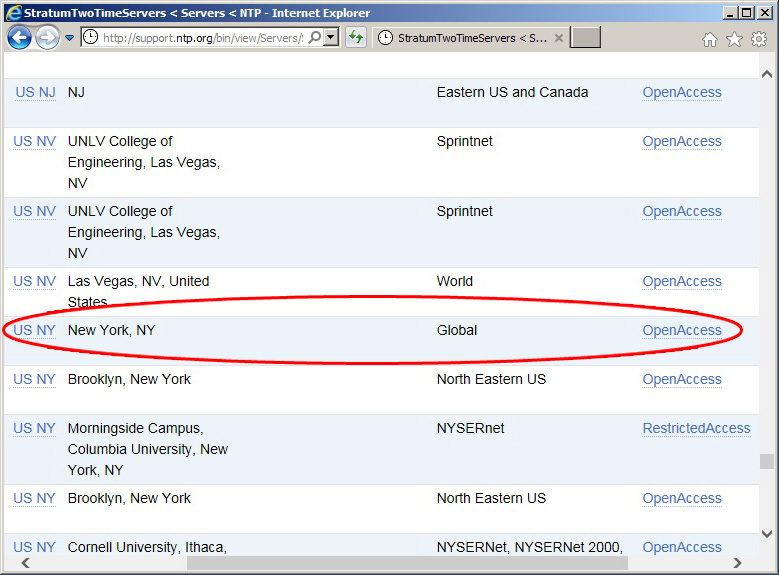 StratumTwoTimeServers < Servers < NTP - Internet Explorer
http://support.ntp.org/bin/view/Servers/
StratumTwoTimeServers < S...
US NJ NJ Eastern US and Canada OpenAccess
US NV UNLV College of Sprintnet OpenAccess
Engineering, Las Vegas,
NV
US NV UNLV College of Sprintnet OpenAccess
Engineering, Las Vegas,
NV
US NV Las Vegas, NV, United World OpenAccess
States
US NY New York, NY Global OpenAccess
US NY Brooklyn, New York North Eastern US OpenAccess
US NY Morningside Campus, NYSERnet RestrictedAccess
Columbia University, New
York, NY
US NY Brooklyn, New York North Eastern US OpenAccess
US NY Cornell University, Ithaca, NYSERNet, NYSERNet 2000, OpenAccess